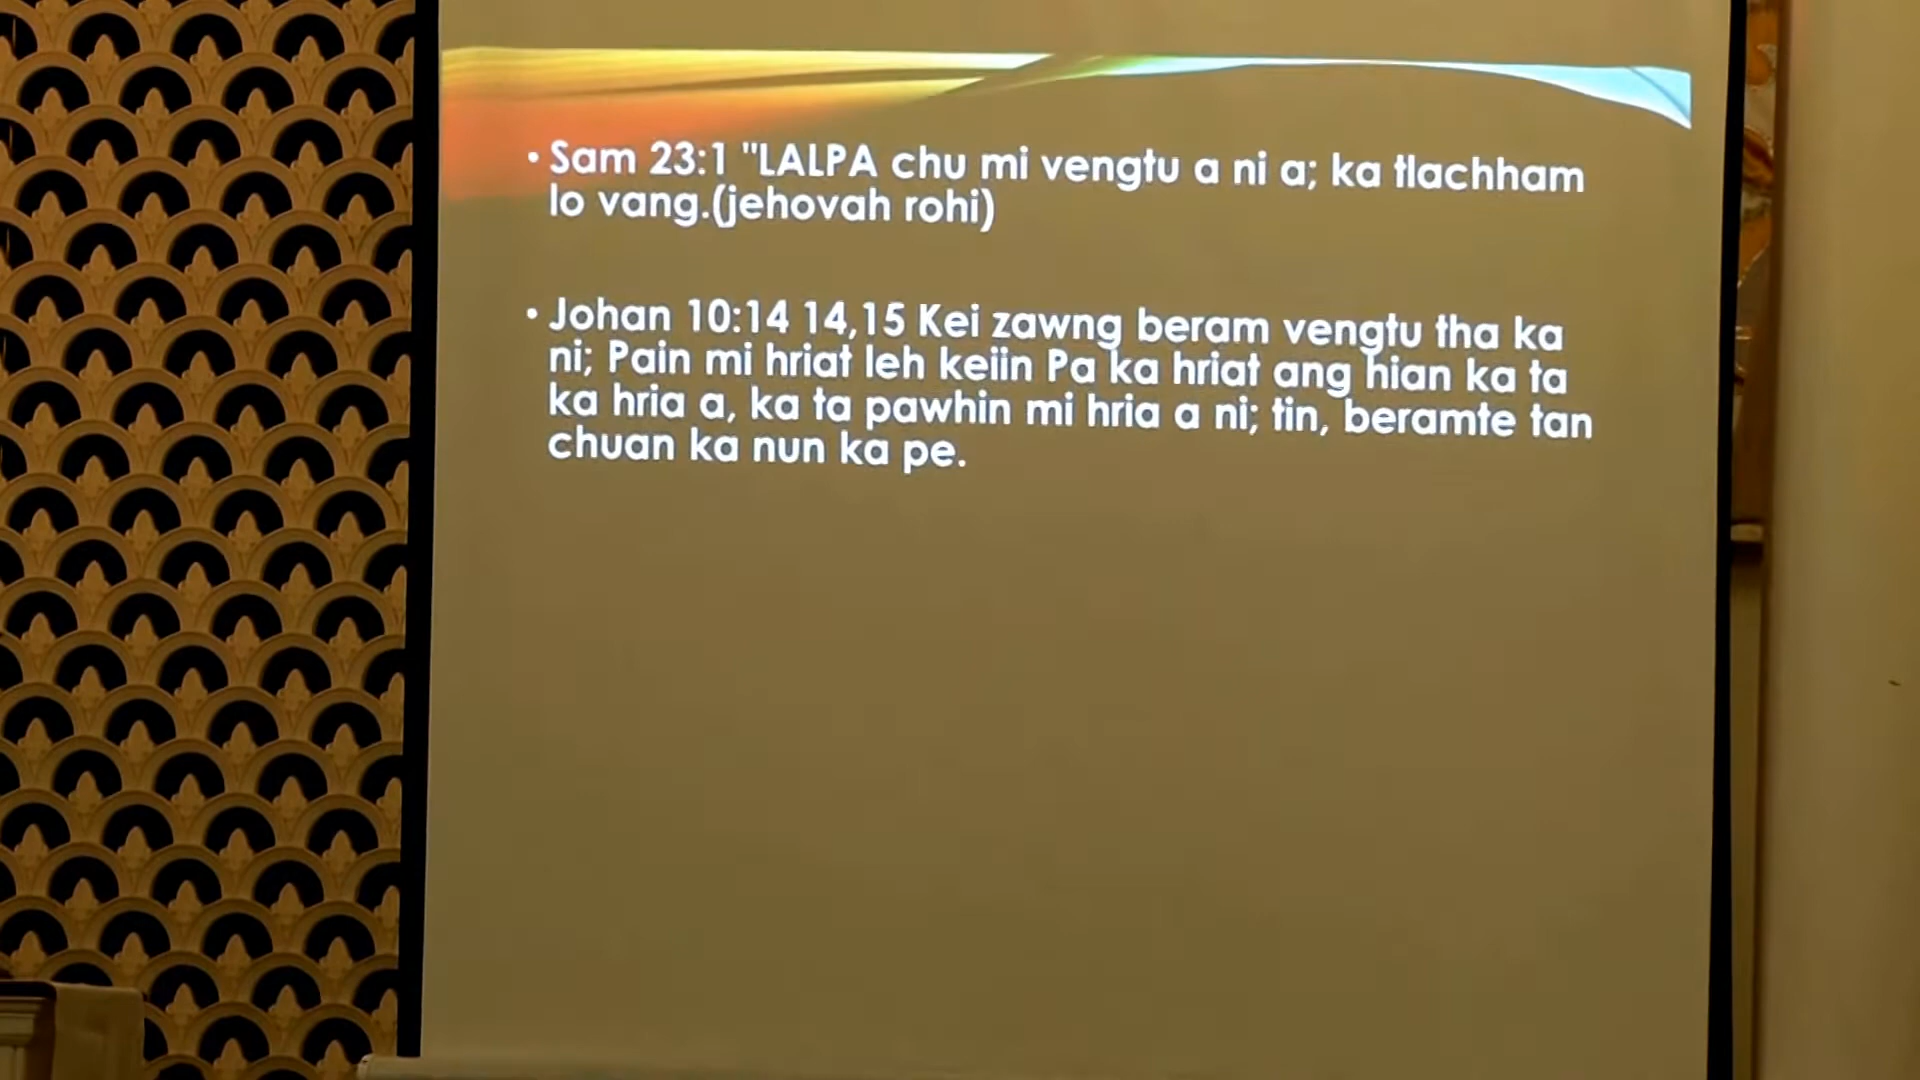 • Sam 23:1 "LALPA chu mi vengtu a ni a; ka tlachham
lo vang.(jehovah rohi)
• Johan 10:14 14,15 Kei zawng beram vengtu tha ka
ni; Pain mi hriat leh keiin Pa ka hriat ang hian ka ta
ka hria a, ka ta pawhin mi hria a ni; tin, beramte tan
chuan ka nun ka pe.